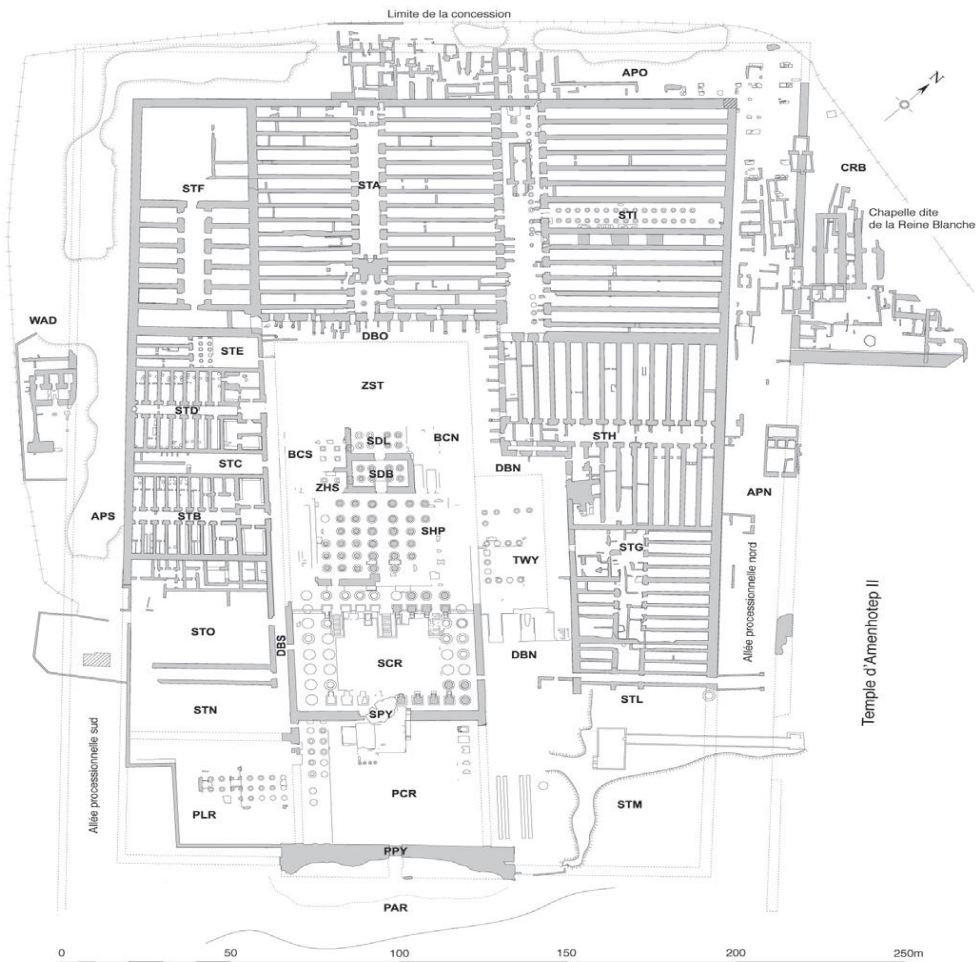 Limite de la concession
APO
N
CRB
STF
STA
STI
Chapelle dite
de la Reine Blanche
WAD
DBO
STE
ZST
STD
SDL
BCS
BCN
STH
STC
SDB
DBN
ZHS
APN
APS
STB
SHP
STG
TWY
Allée processionnelle nord
Temple d'Amenhotep II
STO
DBS
SCR
DBN
STL
STN
SPY
Allée processionnelle sud
PLR
PCR
STM
PPY
PAR
0 50 100 150 200 250m